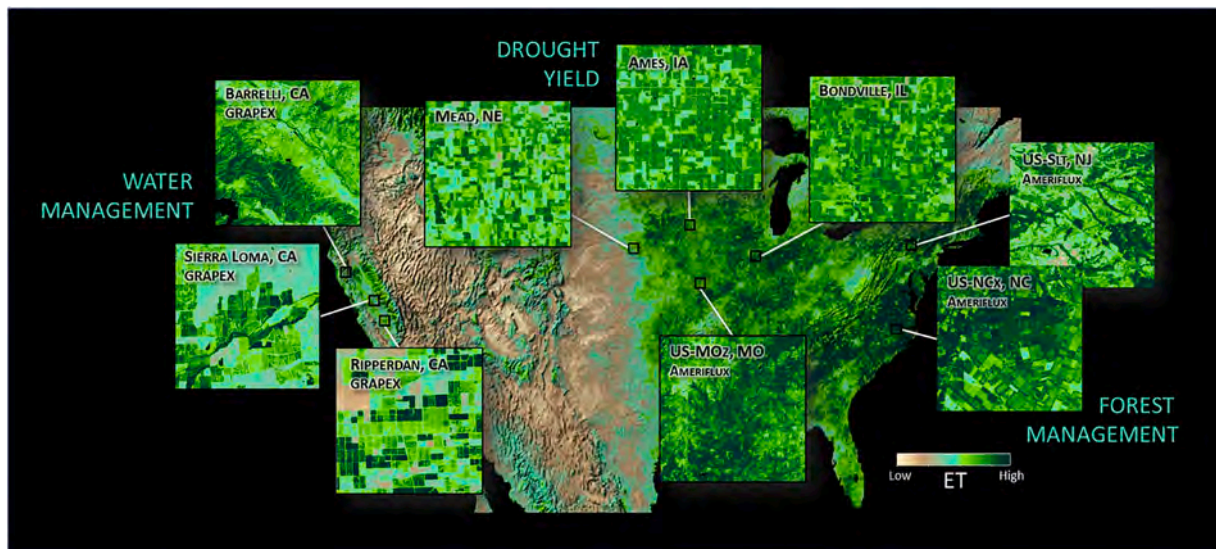 DROUGHT
YIELD
BARRELLI, CA
GRAPEX
MEAD, NE
AMES, IA
BONDVILLE, IL
US-SLT, NJ
AMERIFLUX
WATER
MANAGEMENT
SIERRA LOMA, CA
GRAPEX
US-NCX, NC
AMERIFLUX
RIPPERDAN, CA
GRAPEX
US-MOZ, MO
AMERIFLUX
FOREST
MANAGEMENT
Low
ET
High